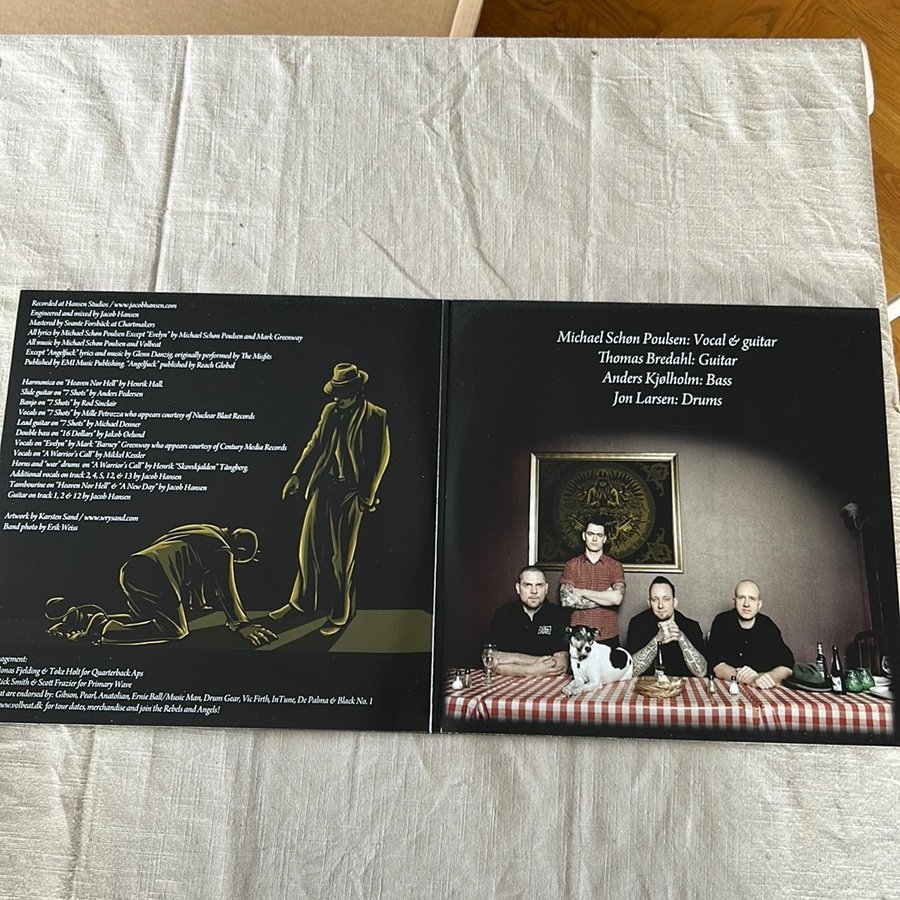 Recorded at Hansen Studios / www.jacobhansen.com
Engineered and mixed by Jacob Hansen
Mastered by Svante Forsbäck at Chartmakers
All lyrics by Michael Schøn Poulsen Except "Evelyn" by Michael Schøn Poulsen and Mark Greenway
All music by Michael Schøn Poulsen and Volbeat
Except "Angelfuck" lyrics and music by Glenn Danzig, originally performed by The Misfits
Published by EMI Music Publishing. "Angelfuck" published by Reach Global
Harmonica on "Heaven Nor Hell" by Henrik Hall.
Slide guitar on "7 Shots" by Anders Pedersen
Banjo on "7 Shots" by Rod Sinclair
Vocals on "7 Shots" by Mille Petrozza who appears courtesy of Nuclear Blast Records
Lead guitar on "7 Shots" by Michael Denner
Double bass on "16 Dollars" by Jakob Øelund
Vocals on "Evelyn" by Mark "Barney" Greenway who appears courtesy of Century Media Records
Vocals on "A Warrior's Call" by Mikkel Kessler
Horns and "war" drums on "A Warrior's Call" by Henrik "Skovskjalden" Tångberg.
Additional vocals on track 2, 4, 5, 12, & 13 by Jacob Hansen
Tambourine on "Heaven Nor Hell" & "A New Day" by Jacob Hansen
Guitar on track 1, 2 & 12 by Jacob Hansen
Artwork by Karsten Sand / www.wrysand.com
Band photo by Erik Weiss
agement:
onas Fjelding & Toke Holt for Quarterback Aps
ick Smith & Scott Frazier for Primary Wave
at are endorsed by: Gibson, Pearl, Anatolian, Ernie Ball/Music Man, Drum Gear, Vic Firth, InTune, De Palma & Black No. 1
www.volbeat.dk for tour dates, merchandise and join the Rebels and Angels!
Michael Schøn Poulsen: Vocal & guitar
Thomas Bredahl: Guitar
Anders Kjølholm: Bass
Jon Larsen: Drums